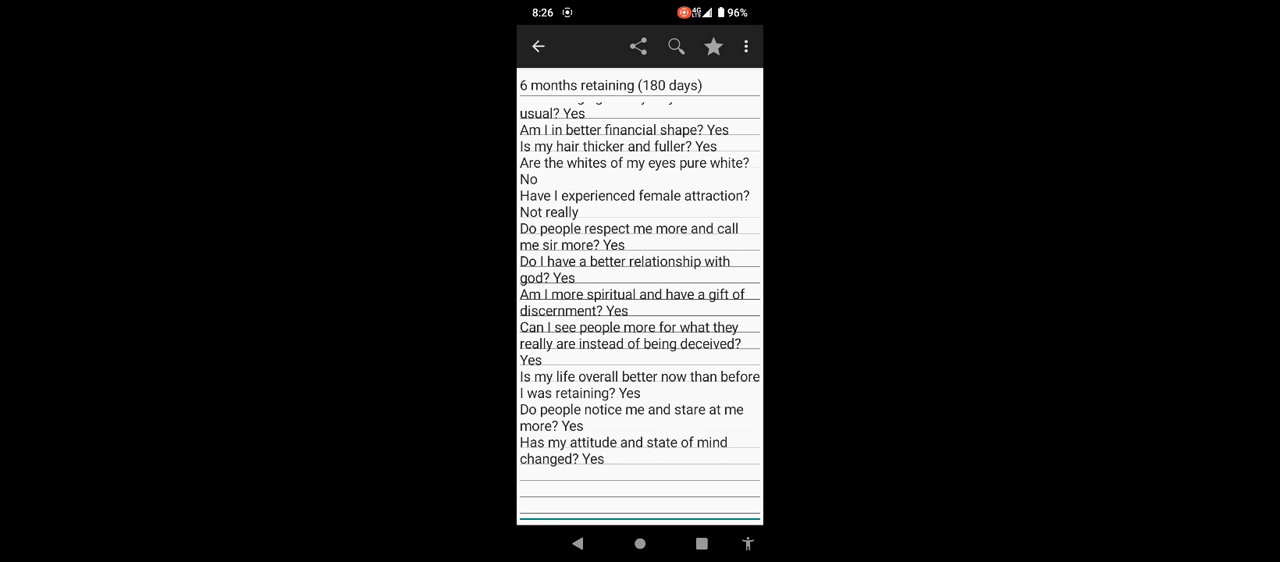 8:26
4G
LTE
96%
6 months retaining (180 days)
usual? Yes
Am I in better financial shape? Yes
Is my hair thicker and fuller? Yes
Are the whites of my eyes pure white?
No
Have I experienced female attraction?
Not really
Do people respect me more and call
me sir more? Yes
Do I have a better relationship with
god? Yes
Am I more spiritual and have a gift of
discernment? Yes
Can I see people more for what they
really are instead of being deceived?
Yes
Is my life overall better now than before
I was retaining? Yes
Do people notice me and stare at me
more? Yes
Has my attitude and state of mind
changed? Yes